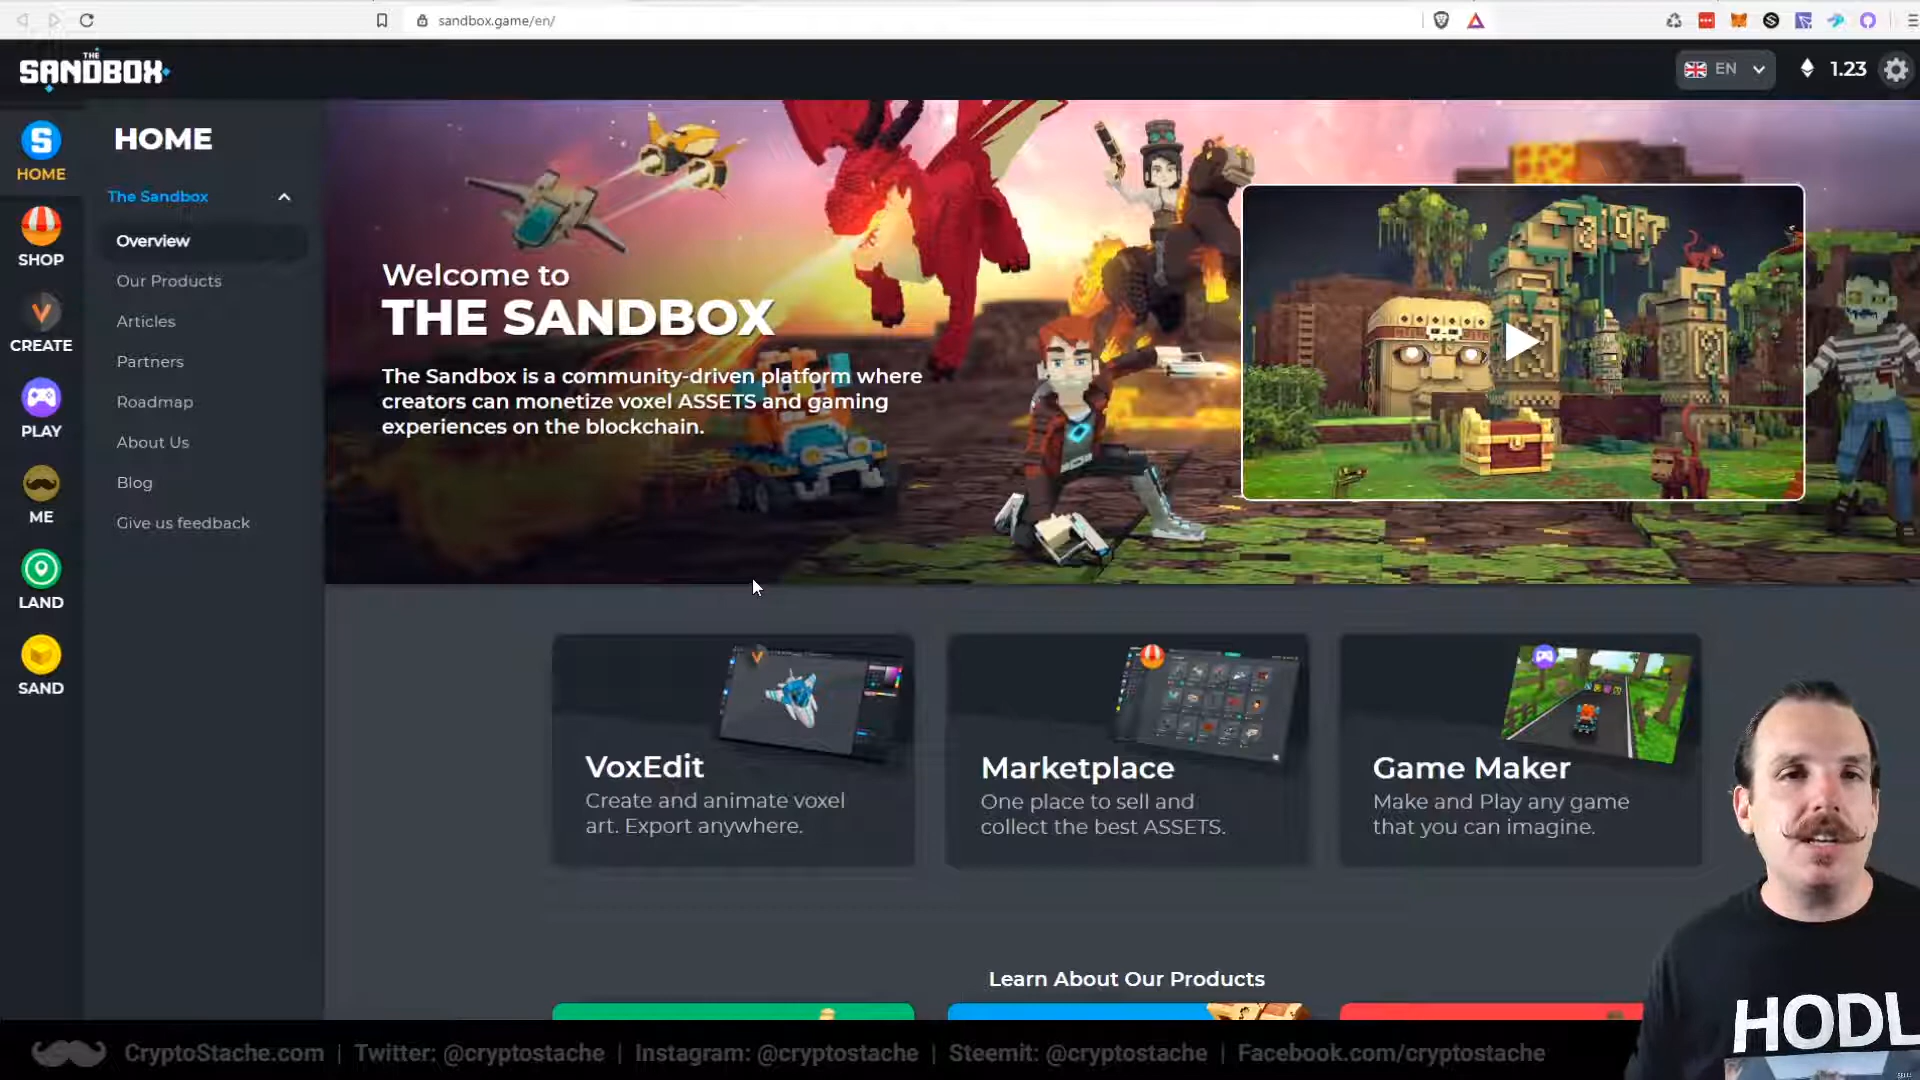 sandbox.game/en/
THE SANDBOX
EN
1.23
S
HOME
SHOP
CREATE
PLAY
ME
LAND
SAND
HOME
The Sandbox
Overview
Our Products
Articles
Partners
Roadmap
About Us
Blog
Give us feedback
Welcome to
THE SANDBOX
The Sandbox is a community-driven platform where
creators can monetize voxel ASSETS and gaming
experiences on the blockchain.
VoxEdit
Create and animate voxel
art. Export anywhere.
Marketplace
One place to sell and
collect the best ASSETS.
Game Maker
Make and Play any game
that you can imagine.
Learn About Our Products
HODL
CryptoStache.com | Twitter: @cryptostache | Instagram: @cryptostache | Steemit: @cryptostache | Facebook.com/cryptostache